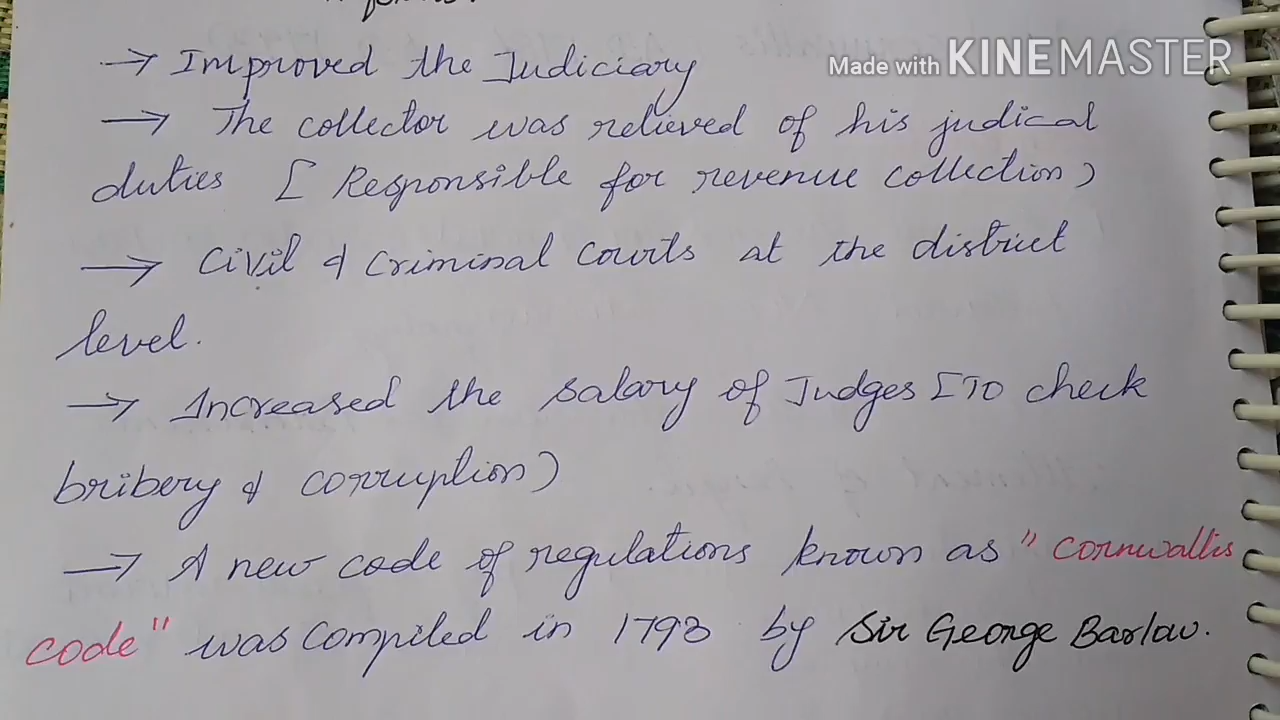 Made with KINEMASTER
→ Improved the Judiciary
→ The collector was relieved of his judical
duties [ Responsible for revenue collection )
→ Civil & Criminal Courts at the district
level.
→ Increased the salary of Judges [ To check
bribery & corruption )
→ A new code of regulations known as " cornwallis
code" was compiled in 1793 by Sir George Barlow.